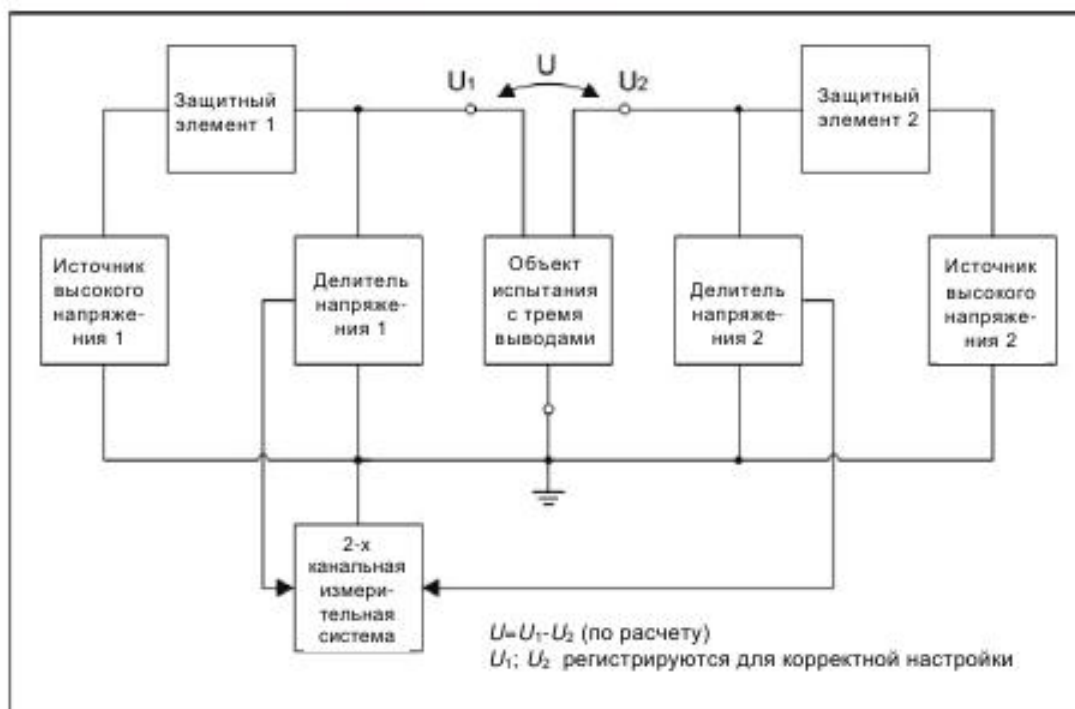 U₁
U
U₂
Защитный
элемент 1
Защитный
элемент 2
Источник
высокого
напряже-
ния 1
Делитель
напряже-
ния 1
Объект
испытания
с тремя
выводами
Делитель
напряже-
ния 2
Источник
высокого
напряже-
ния 2
2-х
канальная
измери-
тельная
система
U=U₁-U₂ (по расчету)
U₁; U₂ регистрируются для корректной настройки